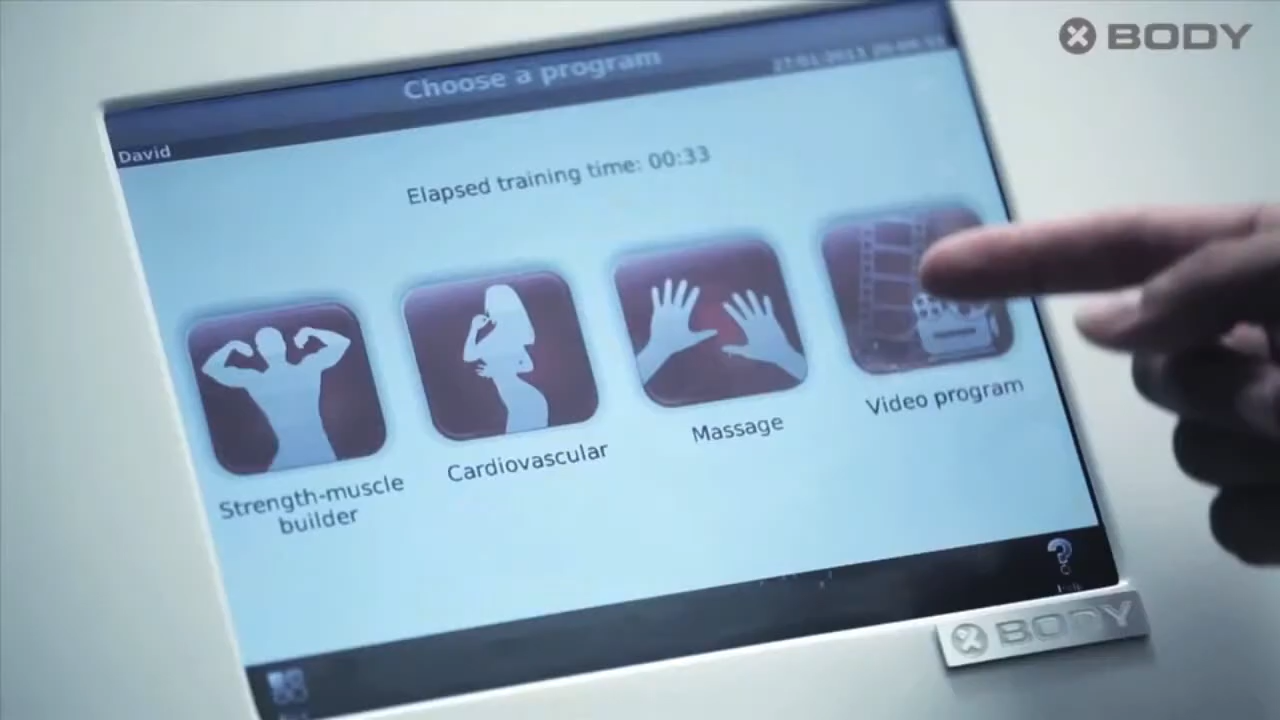 BODY
Choose a program
David
Elapsed training time: 00:33
Strength-muscle
builder
Cardiovascular
Massage
Video program
BODY